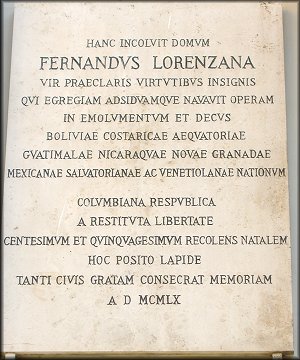 HANC INCOLVIT DOMVM
FERNANDVS LORENZANA
VIR PRAECLARIS VIRTVTIBVS INSIGNIS
QVI EGREGIAM ADSIDVAMQVE NAVAVIT OPERAM
IN EMOLVMENTVM ET DECVS
BOLIVIAE COSTARICAE AEQVATORIAE
GVATIMALAE NICARAQVAE NOVAE GRANADAE
MEXICANAE SALVATORIANAE AC VENETIOLANAE NATIONVM
COLVMBIANA RESPVBLICA
A RESTITVTA LIBERTATE
CENTESIMVM ET QVINQVAGESIMVM RECOLENS NATALEM
HOC POSITO LAPIDE
TANTI CIVIS GRATAM CONSECRAT MEMORIAM
A D MCMLX